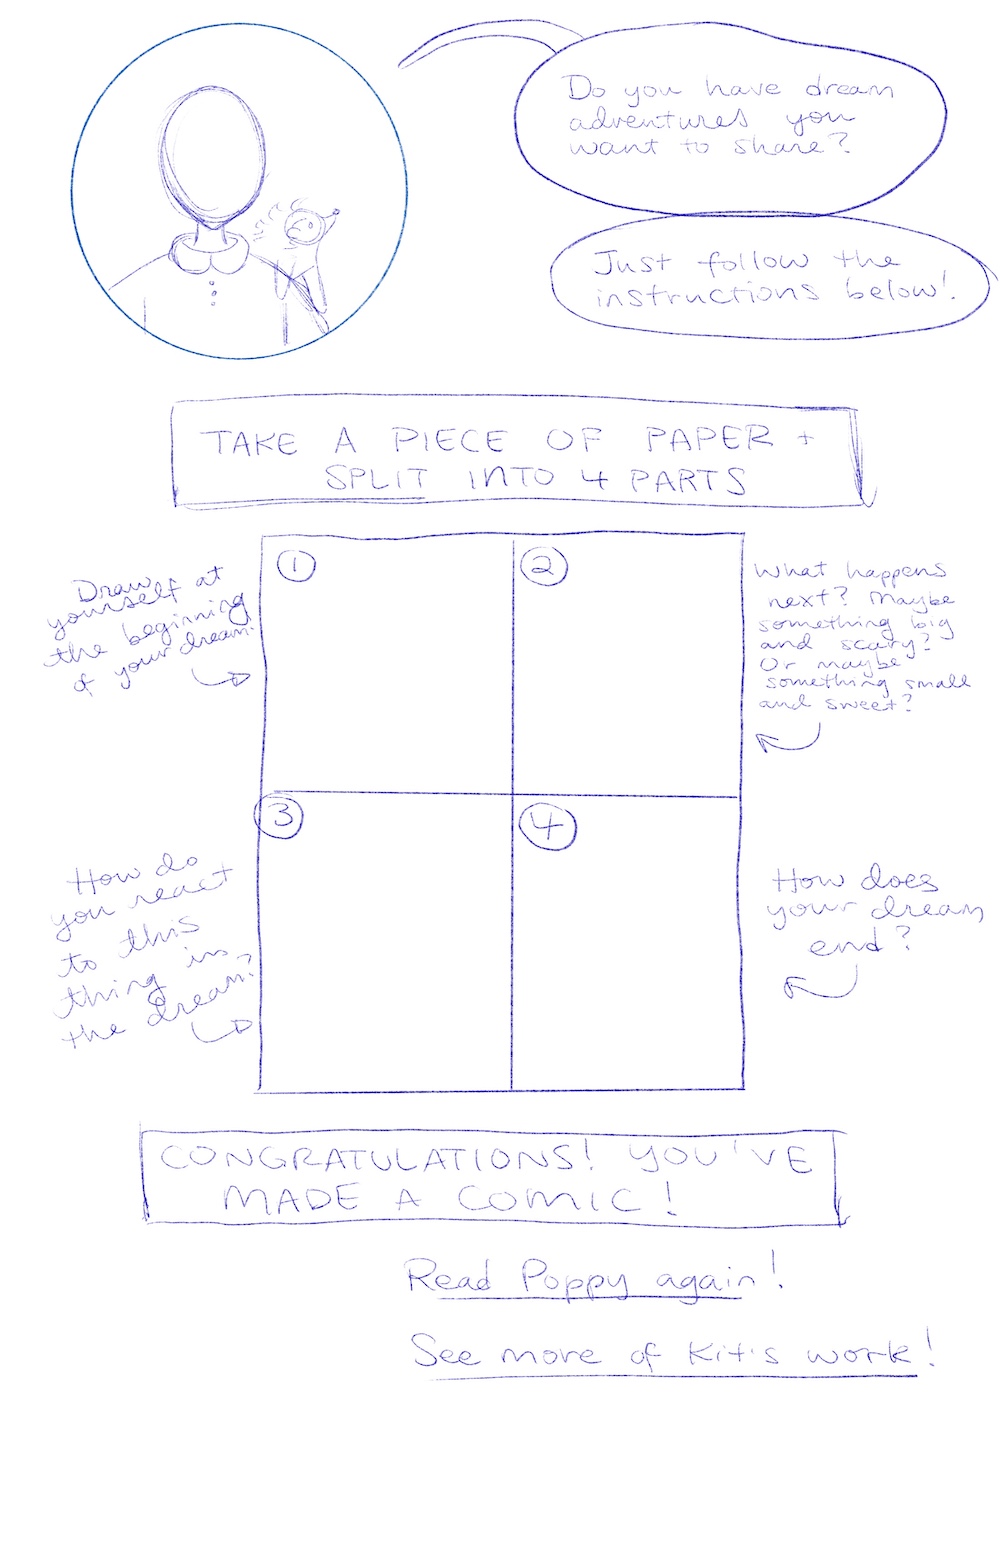 Do you have dream
adventures you
want to share?
Just follow the
instructions below!
TAKE A PIECE OF PAPER +
SPLIT INTO 4 PARTS
1
Draw
yourself at
the beginning
of your dream!
2
What happens
next? Maybe
something big
and scary?
Or maybe
something small
and sweet?
3
How do
you react
to this
thing in
the dream?
4
How does
your dream
end?
CONGRATULATIONS! YOU'VE
MADE A COMIC!
Read Poppy again!
See more of Kit's work!